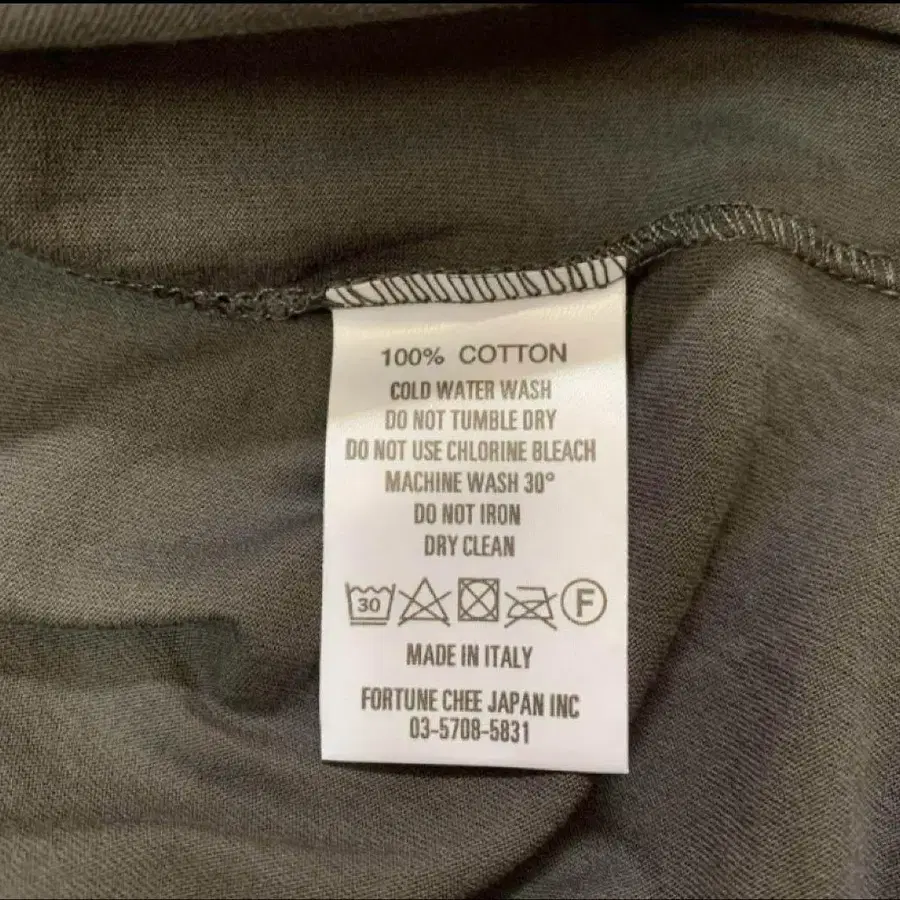 100% COTTON
COLD WATER WASH
DO NOT TUMBLE DRY
DO NOT USE CHLORINE BLEACH
MACHINE WASH 30°
DO NOT IRON
DRY CLEAN
30 F
MADE IN ITALY
FORTUNE CHEE JAPAN INC
03-5708-5831